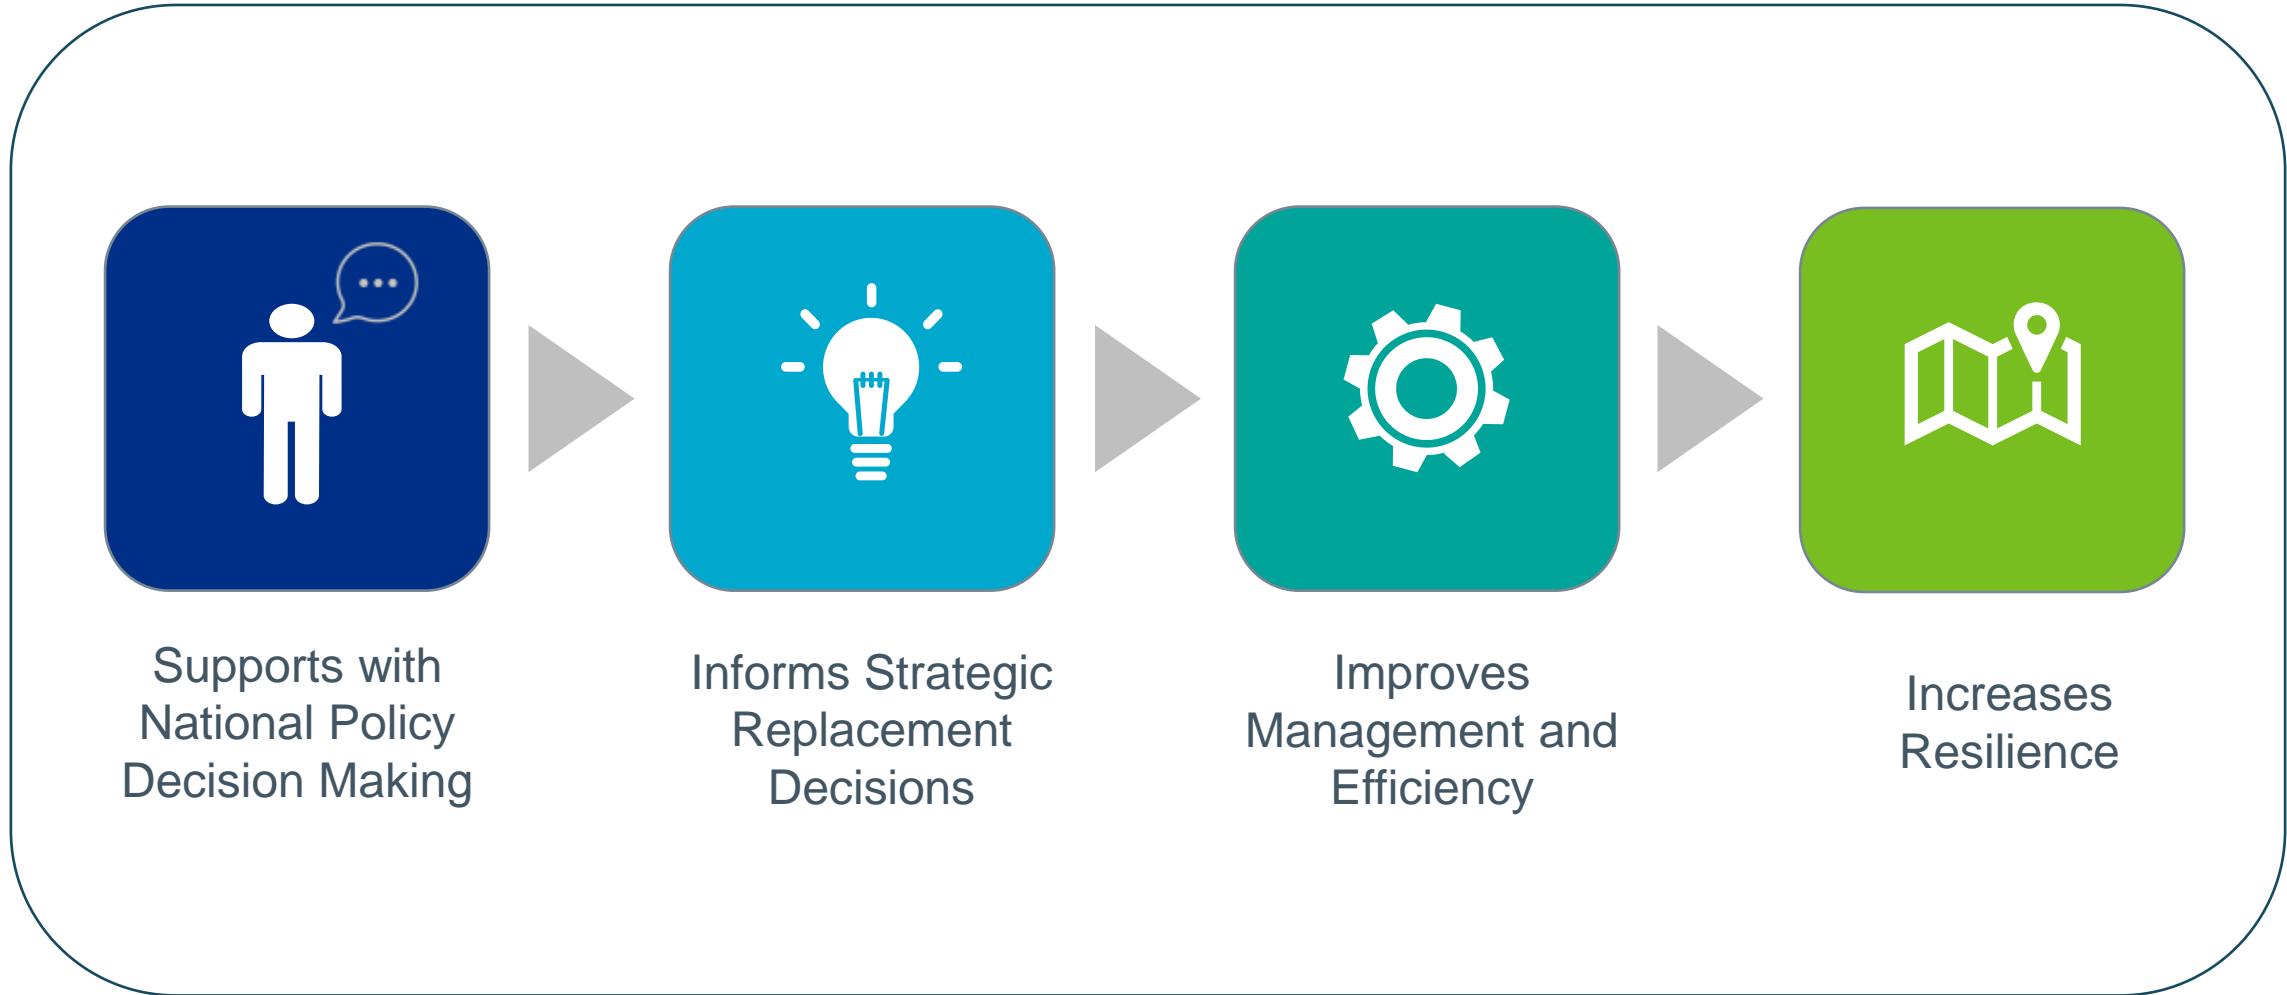 Supports with
National Policy
Decision Making
Informs Strategic
Replacement
Decisions
Improves
Management and
Efficiency
Increases
Resilience